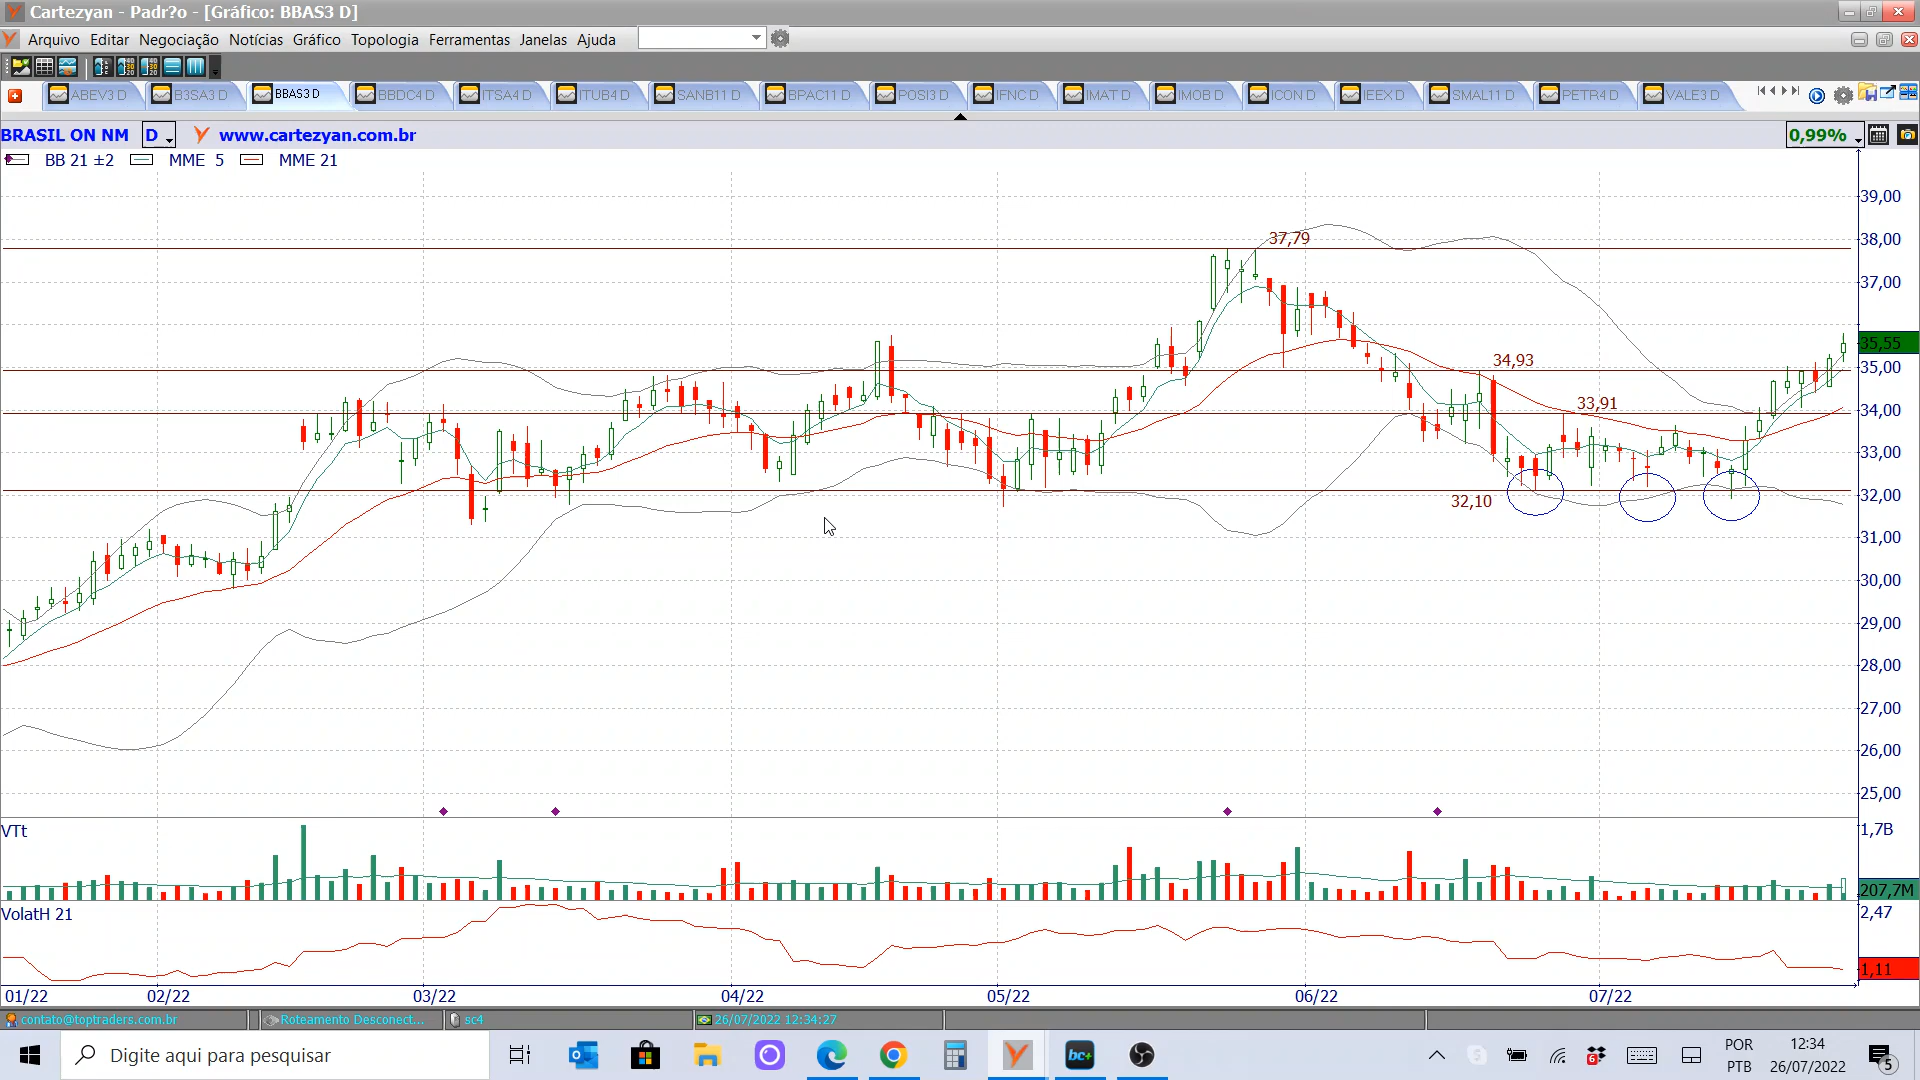 Cartezyan - Padr?o - [Gráfico: BBAS3 D]
Arquivo Editar Negociação Notícias Gráfico Topologia Ferramentas Janelas Ajuda
ABEV3 D B3SA3 D BBAS3 D BBDC4 D ITSA4 D ITUB4 D SANB11 D BPAC11 D POSI3 D IFNC D IMAT D IMOB D ICON D IEEX D SMAL11 D PETR4 D VALE3 D
BRASIL ON NM D www.cartezyan.com.br 0,99%
BB 21 ±2 MME 5 MME 21
39,00
38,00
37,79
37,00
35,55
35,00
34,93
34,00
33,91
33,00
32,10
32,00
31,00
30,00
29,00
28,00
27,00
26,00
25,00
VTt
1,7B
207,7M
VolatH 21
2,47
1,11
01/22 02/22 03/22 04/22 05/22 06/22 07/22
contato@toptraders.com.br Roteamento Desconect... sc4 26/07/2022 12:34:27
Digite aqui para pesquisar
bc+
6
POR
PTB
12:34
26/07/2022
5